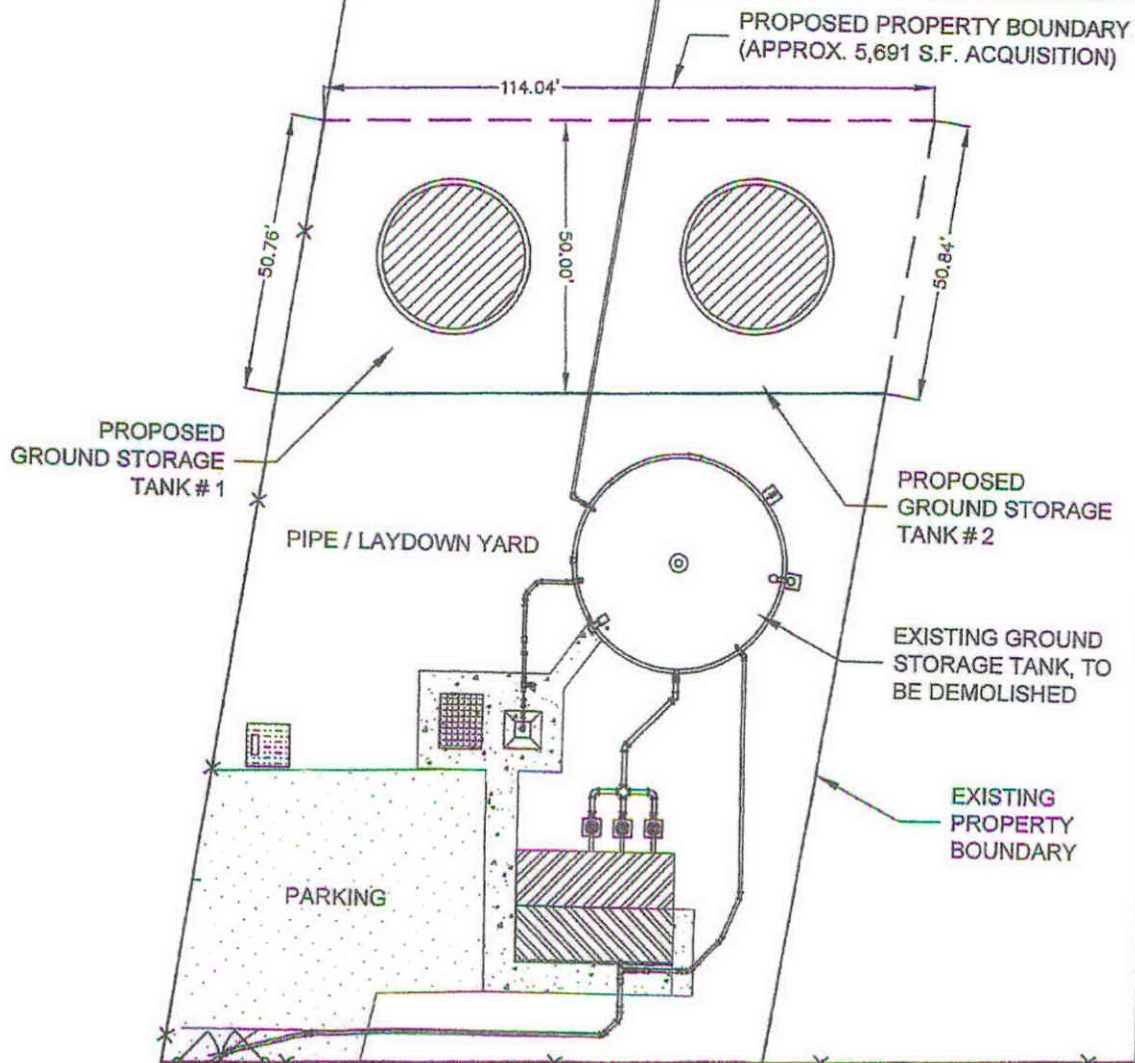 PROPOSED PROPERTY BOUNDARY
(APPROX. 5,691 S.F. ACQUISITION)
114.04'
50.76'
50.00'
50.84'
PROPOSED
GROUND STORAGE
TANK # 1
PROPOSED
GROUND STORAGE
TANK # 2
PIPE / LAYDOWN YARD
EXISTING GROUND
STORAGE TANK, TO
BE DEMOLISHED
EXISTING
PROPERTY
BOUNDARY
PARKING